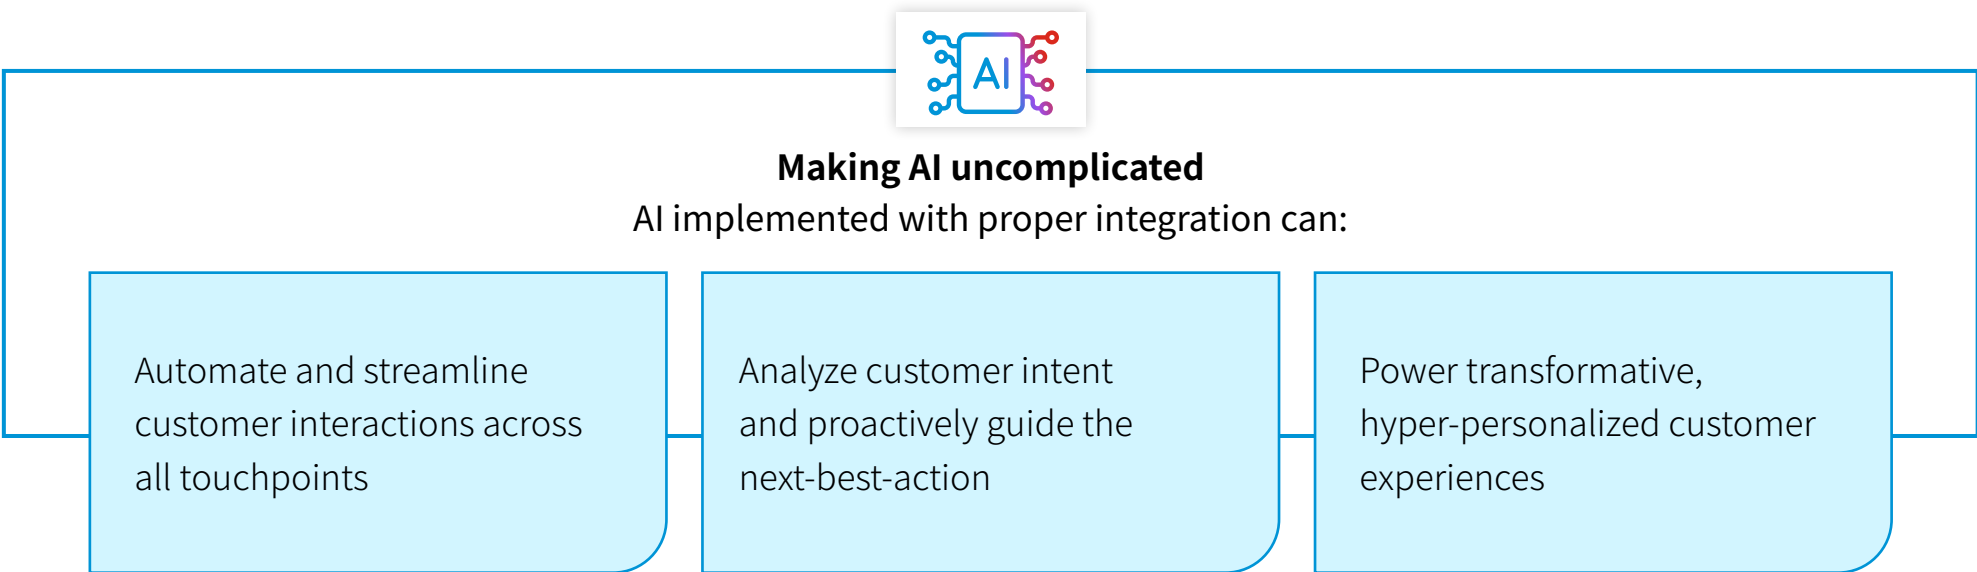 AI
Making AI uncomplicated
AI implemented with proper integration can:
Automate and streamline
customer interactions across
all touchpoints
Analyze customer intent
and proactively guide the
next-best-action
Power transformative,
hyper-personalized customer
experiences